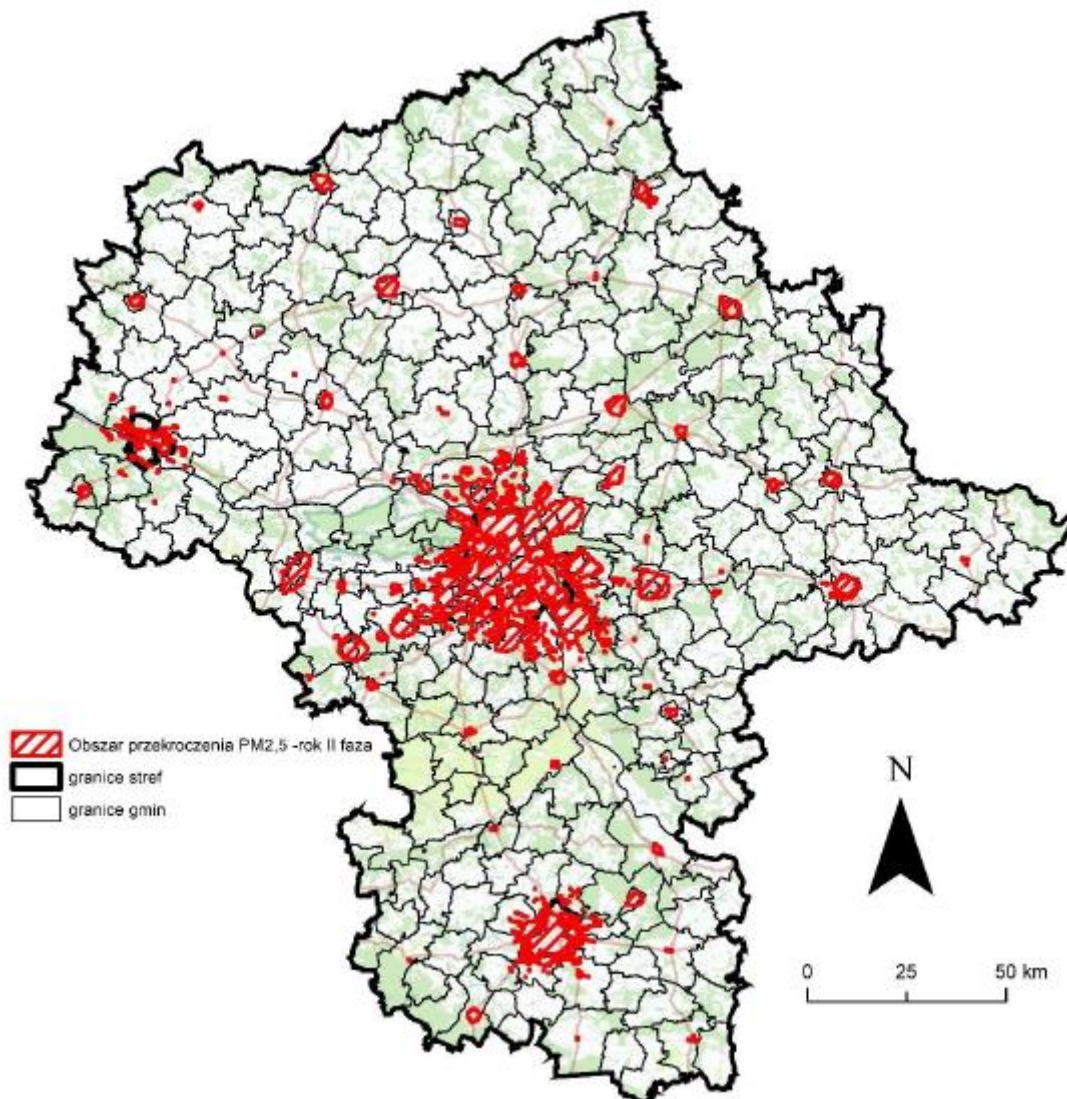 Obszar przekroczenia PM2,5 -rok II faza
granice stref
granice gmin
N
0 25 50 km